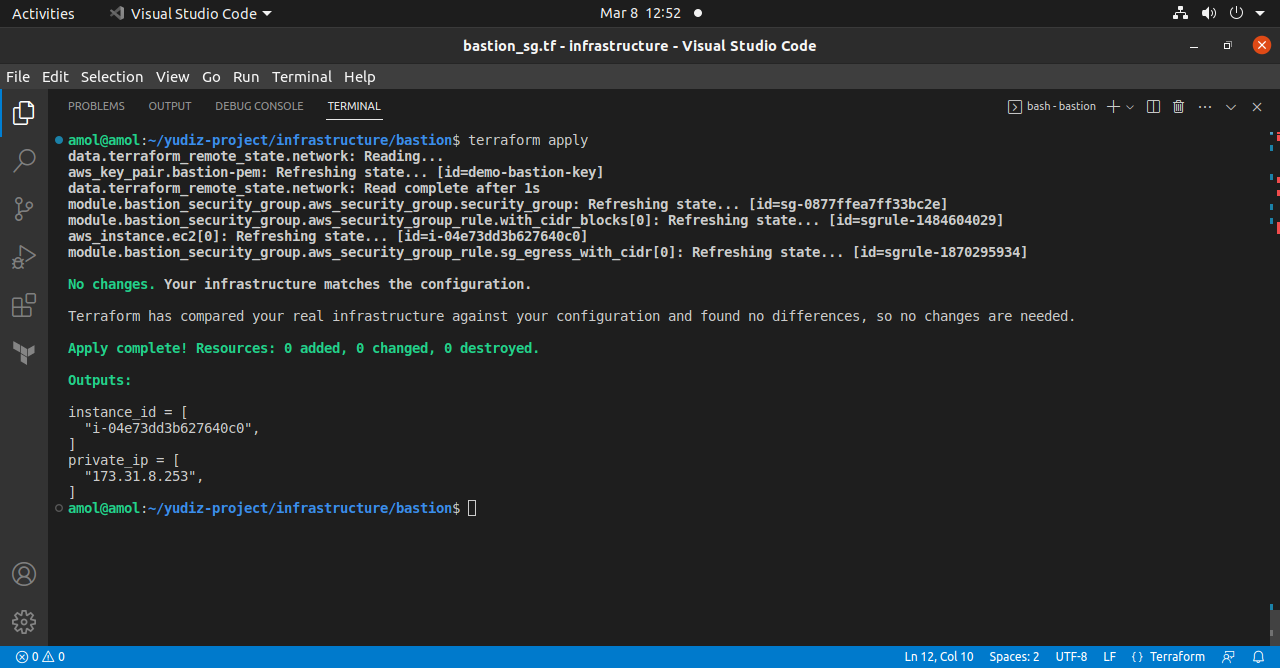 Activities Visual Studio Code Mar 8 12:52
bastion_sg.tf - infrastructure - Visual Studio Code
File Edit Selection View Go Run Terminal Help
PROBLEMS OUTPUT DEBUG CONSOLE TERMINAL bash - bastion
amol@amol:~/yudiz-project/infrastructure/bastion$ terraform apply
data.terraform_remote_state.network: Reading...
aws_key_pair.bastion-pem: Refreshing state... [id=demo-bastion-key]
data.terraform_remote_state.network: Read complete after 1s
module.bastion_security_group.aws_security_group.security_group: Refreshing state... [id=sg-0877ffea7ff33bc2e]
module.bastion_security_group.aws_security_group_rule.with_cidr_blocks[0]: Refreshing state... [id=sgrule-1484604029]
aws_instance.ec2[0]: Refreshing state... [id=i-04e73dd3b627640c0]
module.bastion_security_group.aws_security_group_rule.sg_egress_with_cidr[0]: Refreshing state... [id=sgrule-1870295934]
No changes. Your infrastructure matches the configuration.
Terraform has compared your real infrastructure against your configuration and found no differences, so no changes are needed.
Apply complete! Resources: 0 added, 0 changed, 0 destroyed.
Outputs:
instance_id = [
  "i-04e73dd3b627640c0",
]
private_ip = [
  "173.31.8.253",
]
amol@amol:~/yudiz-project/infrastructure/bastion$
0 0 Ln 12, Col 10 Spaces: 2 UTF-8 LF {} Terraform